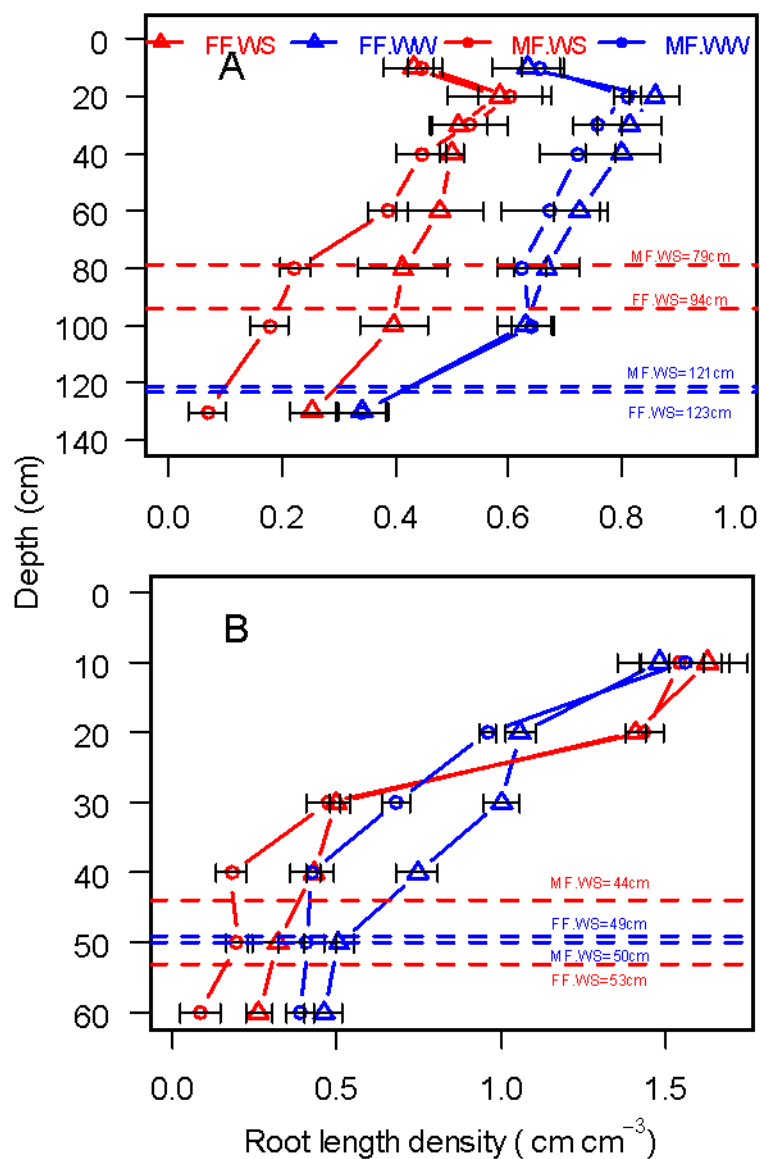 FF.WS FF.WW MF.WS MF.WW
A
0
20
40
60
80
100
120
140
MF.WS=79cm
FF.WS=94cm
MF.WS=121cm
FF.WS=123cm
0.0 0.2 0.4 0.6 0.8 1.0
Depth (cm)
B
0
10
20
30
40
50
60
MF.WS=44cm
FF.WS=49cm
MF.WS=50cm
FF.WS=53cm
0.0 0.5 1.0 1.5
Root length density ( cm cm⁻³)